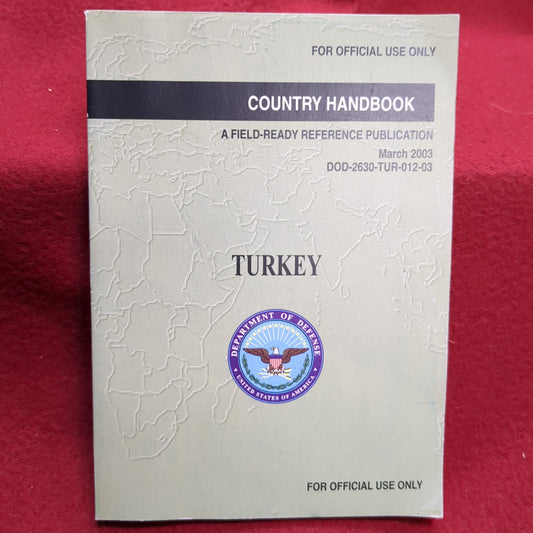 FOR OFFICIAL USE ONLY
COUNTRY HANDBOOK
A FIELD-READY REFERENCE PUBLICATION
March 2003
DOD-2630-TUR-012-03
TURKEY
DEPARTMENT OF DEFENSE
UNITED STATES OF AMERICA
FOR OFFICIAL USE ONLY